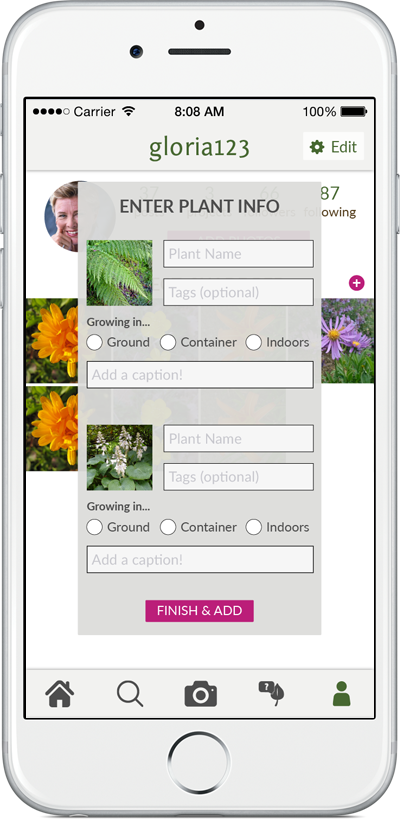 Carrier 8:08 AM 100%
gloria123 Edit
37 3 66 87
following
ENTER PLANT INFO
Plant Name
Tags (optional)
Growing in...
Ground Container Indoors
Add a caption!
Plant Name
Tags (optional)
Growing in...
Ground Container Indoors
Add a caption!
FINISH & ADD
?